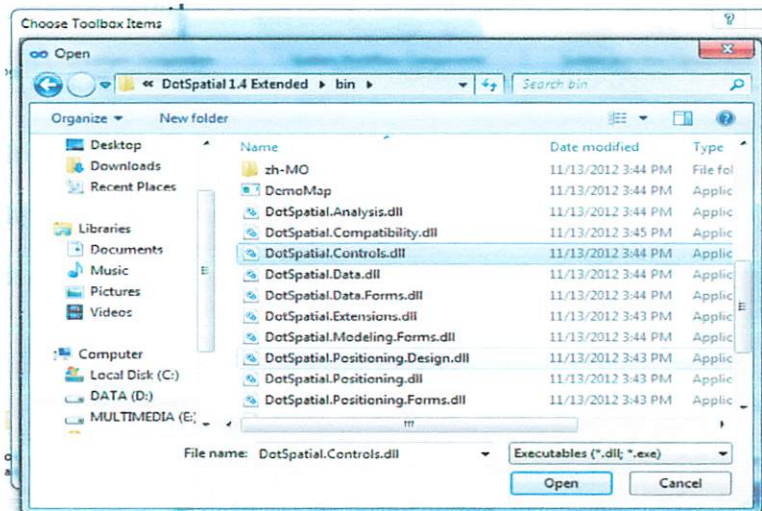 Choose Toolbox Items
Open
« DotSpatial 1.4 Extended ▸ bin ▸
Search bin
Organize
New folder
Desktop
Downloads
Recent Places
Libraries
Documents
Music
Pictures
Videos
Computer
Local Disk (C:)
DATA (D:)
MULTIMEDIA (E:
Name Date modified Type
zh-MO 11/13/2012 3:44 PM File fol
DemoMap 11/13/2012 3:44 PM Applic
DotSpatial.Analysis.dll 11/13/2012 3:44 PM Applic
DotSpatial.Compatibility.dll 11/13/2012 3:45 PM Applic
DotSpatial.Controls.dll 11/13/2012 3:44 PM Applic
DotSpatial.Data.dll 11/13/2012 3:44 PM Applic
DotSpatial.Data.Forms.dll 11/13/2012 3:44 PM Applic
DotSpatial.Extensions.dll 11/13/2012 3:43 PM Applic
DotSpatial.Modeling.Forms.dll 11/13/2012 3:44 PM Applic
DotSpatial.Positioning.Design.dll 11/13/2012 3:43 PM Applic
DotSpatial.Positioning.dll 11/13/2012 3:43 PM Applic
DotSpatial.Positioning.Forms.dll 11/13/2012 3:43 PM Applic
File name: DotSpatial.Controls.dll
Executables (*.dll; *.exe)
Open
Cancel